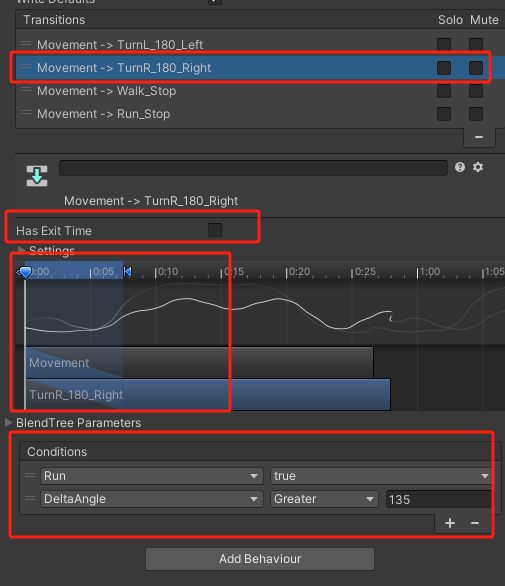 Write Defaults
Transitions Solo Mute
Movement -> TurnL_180_Left
Movement -> TurnR_180_Right
Movement -> Walk_Stop
Movement -> Run_Stop
Movement -> TurnR_180_Right
Has Exit Time
Settings
0:00 0:05 0:10 0:15 0:20 0:25 1:00 1:05
Movement
TurnR_180_Right
BlendTree Parameters
Conditions
Run true
DeltaAngle Greater 135
Add Behaviour